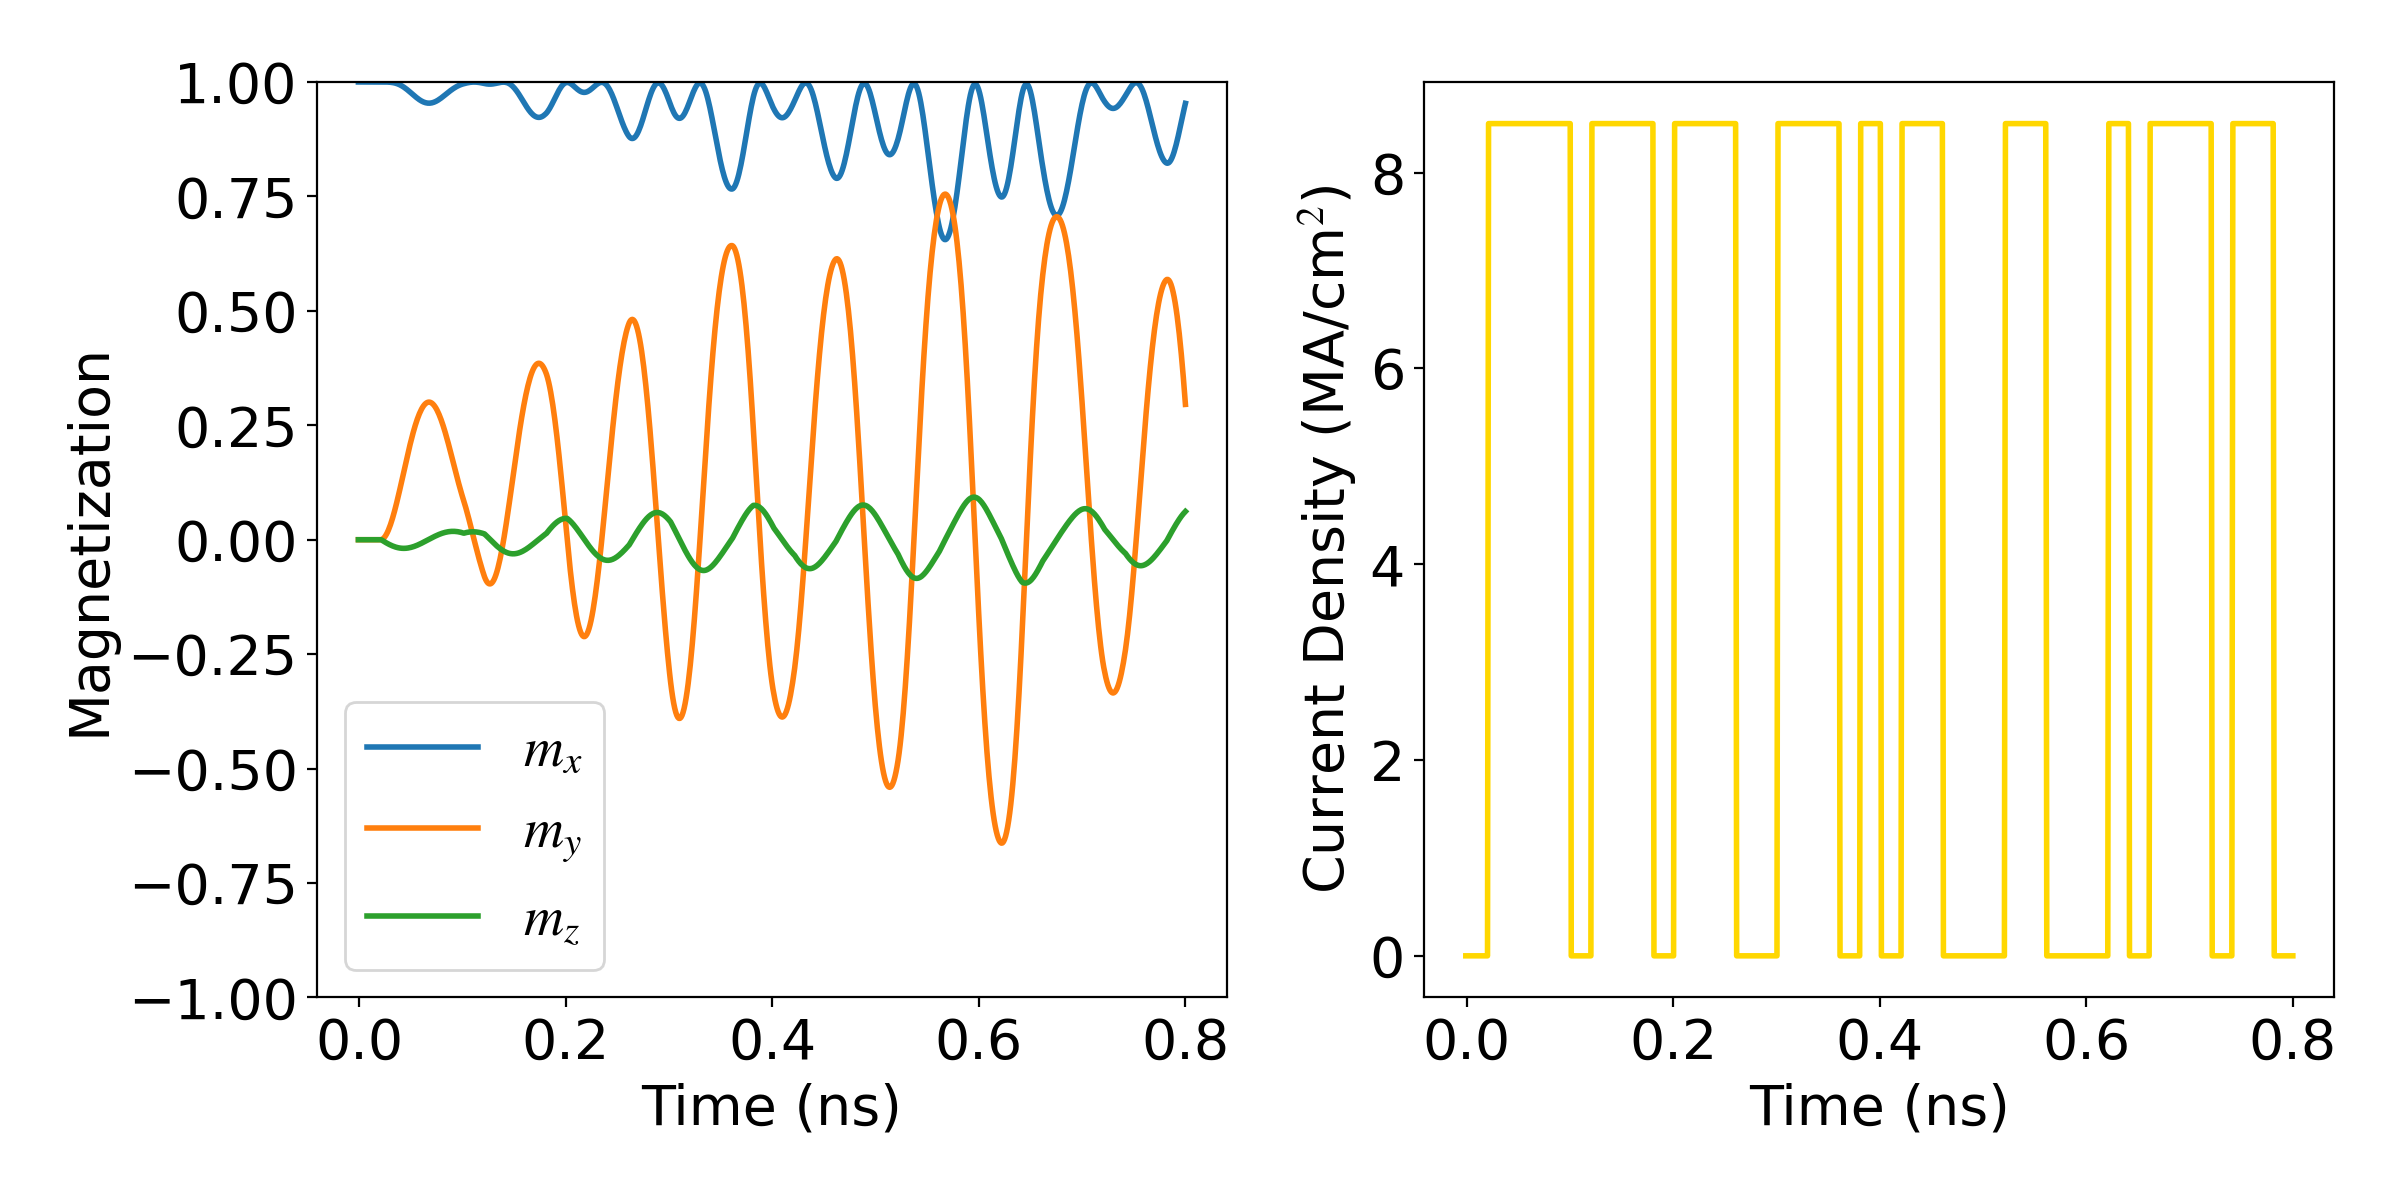 Magnetization
1.00
0.75
0.50
0.25
0.00
−0.25
−0.50
−0.75
−1.00
0.0 0.2 0.4 0.6 0.8
Time (ns)
m_x
m_y
m_z
Current Density (MA/cm²)
8
6
4
2
0
0.0 0.2 0.4 0.6 0.8
Time (ns)